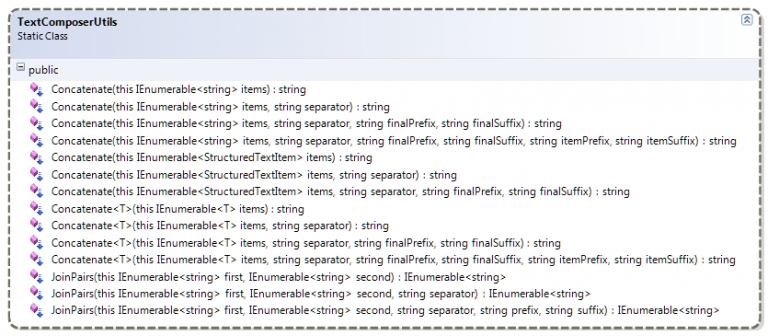 TextComposerUtils
Static Class
public
Concatenate(this IEnumerable<string> items) : string
Concatenate(this IEnumerable<string> items, string separator) : string
Concatenate(this IEnumerable<string> items, string separator, string finalPrefix, string finalSuffix) : string
Concatenate(this IEnumerable<string> items, string separator, string finalPrefix, string finalSuffix, string itemPrefix, string itemSuffix) : string
Concatenate(this IEnumerable<StructuredTextItem> items) : string
Concatenate(this IEnumerable<StructuredTextItem> items, string separator) : string
Concatenate(this IEnumerable<StructuredTextItem> items, string separator, string finalPrefix, string finalSuffix) : string
Concatenate<T>(this IEnumerable<T> items) : string
Concatenate<T>(this IEnumerable<T> items, string separator) : string
Concatenate<T>(this IEnumerable<T> items, string separator, string finalPrefix, string finalSuffix) : string
Concatenate<T>(this IEnumerable<T> items, string separator, string finalPrefix, string finalSuffix, string itemPrefix, string itemSuffix) : string
JoinPairs(this IEnumerable<string> first, IEnumerable<string> second) : IEnumerable<string>
JoinPairs(this IEnumerable<string> first, IEnumerable<string> second, string separator) : IEnumerable<string>
JoinPairs(this IEnumerable<string> first, IEnumerable<string> second, string separator, string prefix, string suffix) : IEnumerable<string>